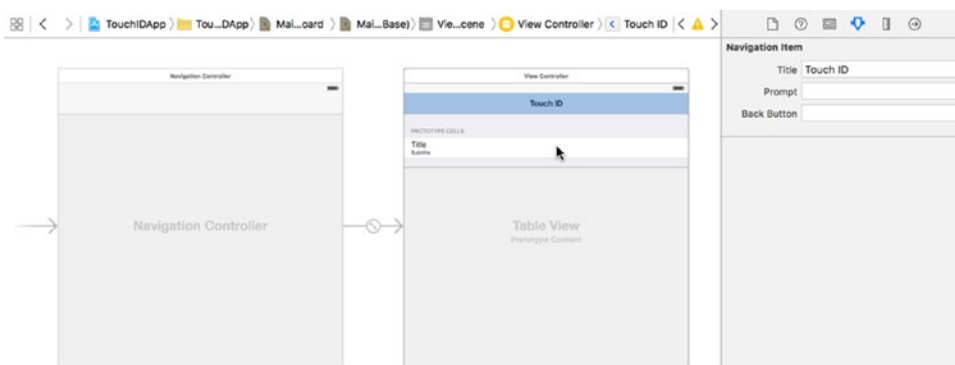 TouchIDApp Tou...DApp Mai...oard Mai...Base) Vie...cene View Controller Touch ID
Navigation Item
Title Touch ID
Prompt
Back Button
Navigation Controller
View Controller
Touch ID
PROTOTYPE CELLS
Title
Subtitle
Navigation Controller
Table View
Prototype Content